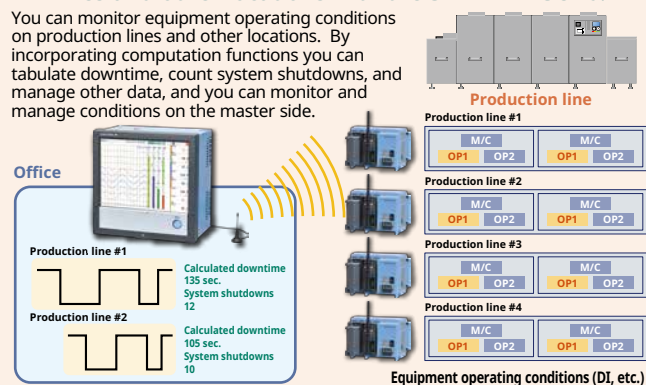 You can monitor equipment operating conditions
on production lines and other locations.  By
incorporating computation functions you can
tabulate downtime, count system shutdowns, and
manage other data, and you can monitor and
manage conditions on the master side.
Production line
Office
Production line #1
Calculated downtime
135 sec.
System shutdowns
12
Production line #2
Calculated downtime
105 sec.
System shutdowns
10
Production line #1
M/C M/C
OP1 OP2 OP1 OP2
Production line #2
M/C M/C
OP1 OP2 OP1 OP2
Production line #3
M/C M/C
OP1 OP2 OP1 OP2
Production line #4
M/C M/C
OP1 OP2 OP1 OP2
Equipment operating conditions (DI, etc.)